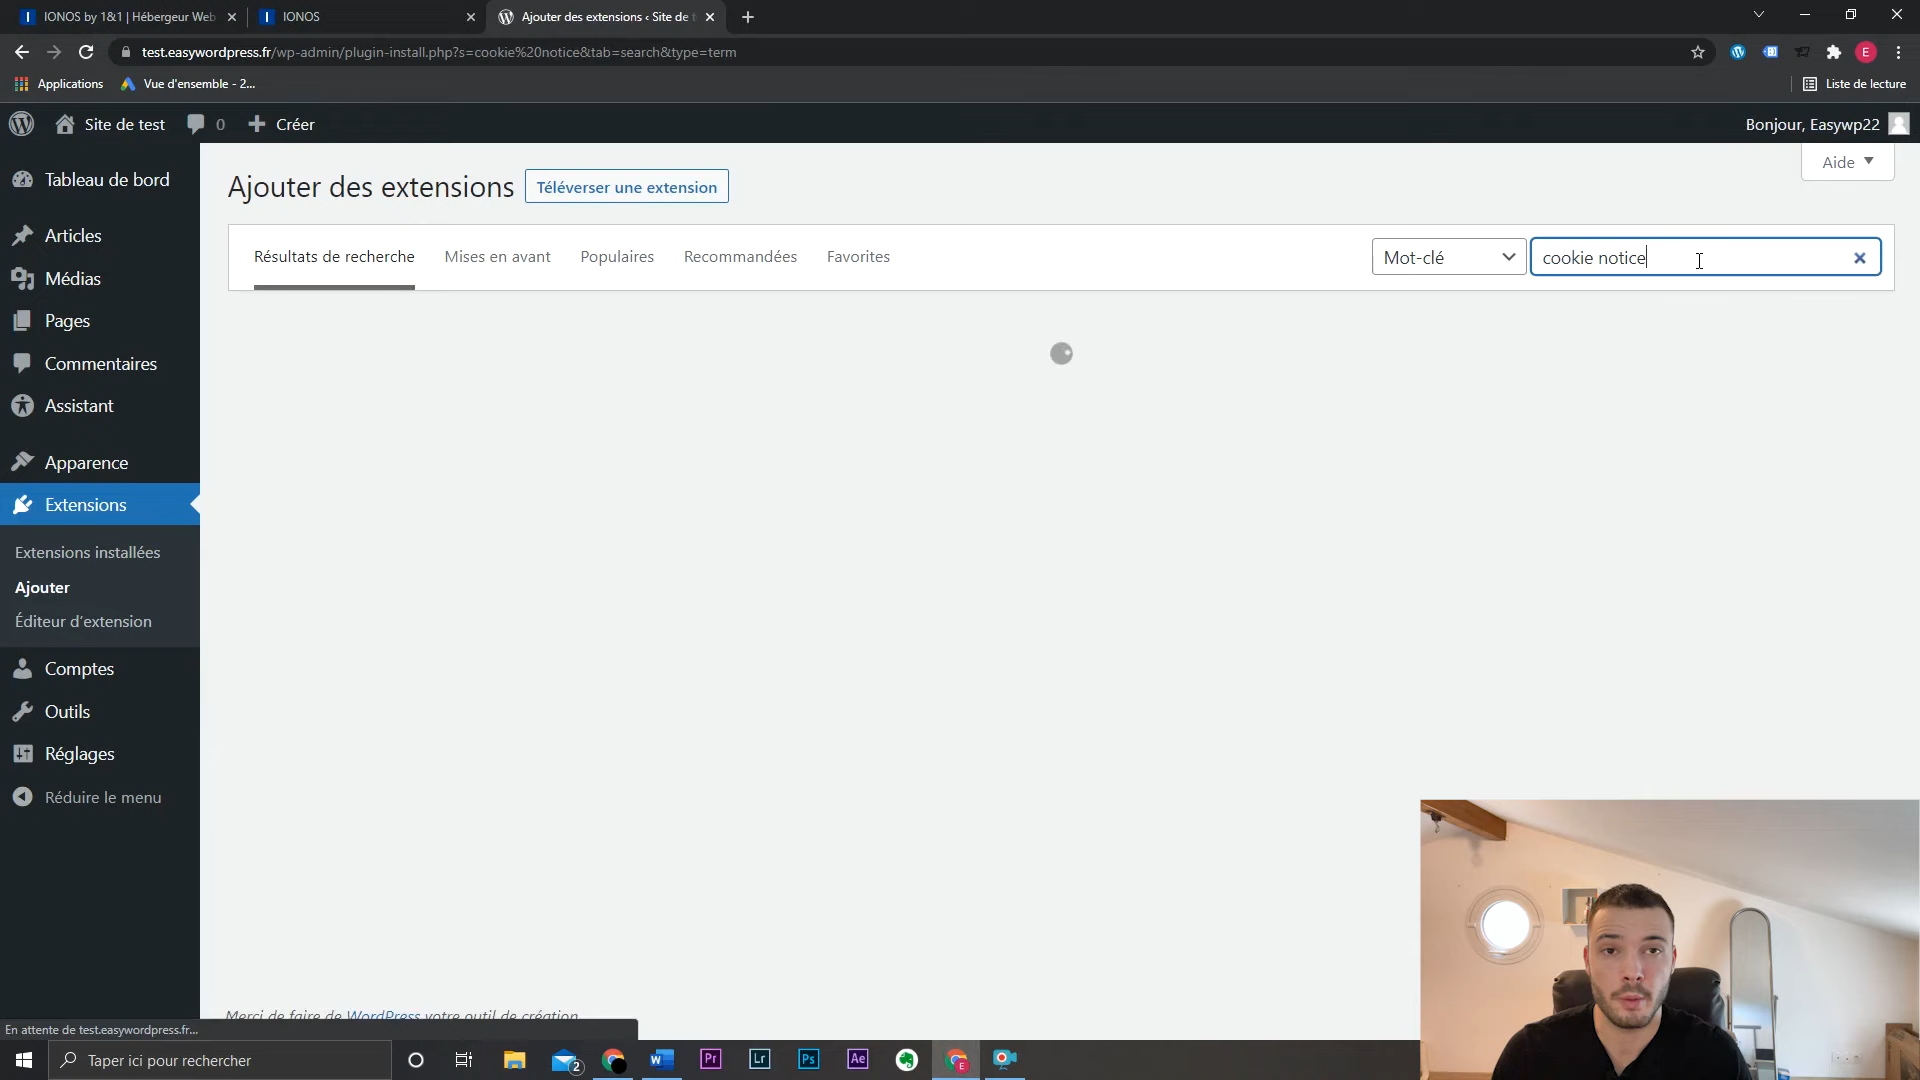 IONOS by 1&1 | Hébergeur Web
IONOS
Ajouter des extensions ‹ Site de t
test.easywordpress.fr/wp-admin/plugin-install.php?s=cookie%20notice&tab=search&type=term
E
Applications
Vue d'ensemble - 2...
Liste de lecture
Site de test
0
Créer
Bonjour, Easywp22
Aide
Tableau de bord
Articles
Médias
Pages
Commentaires
Assistant
Apparence
Extensions
Extensions installées
Ajouter
Éditeur d'extension
Comptes
Outils
Réglages
Réduire le menu
Ajouter des extensions
Téléverser une extension
Résultats de recherche
Mises en avant
Populaires
Recommandées
Favorites
Mot-clé
cookie notice
Merci de faire de WordPress votre outil de création
En attente de test.easywordpress.fr...
Taper ici pour rechercher
2
W
Pr
Lr
Ps
Ae
E